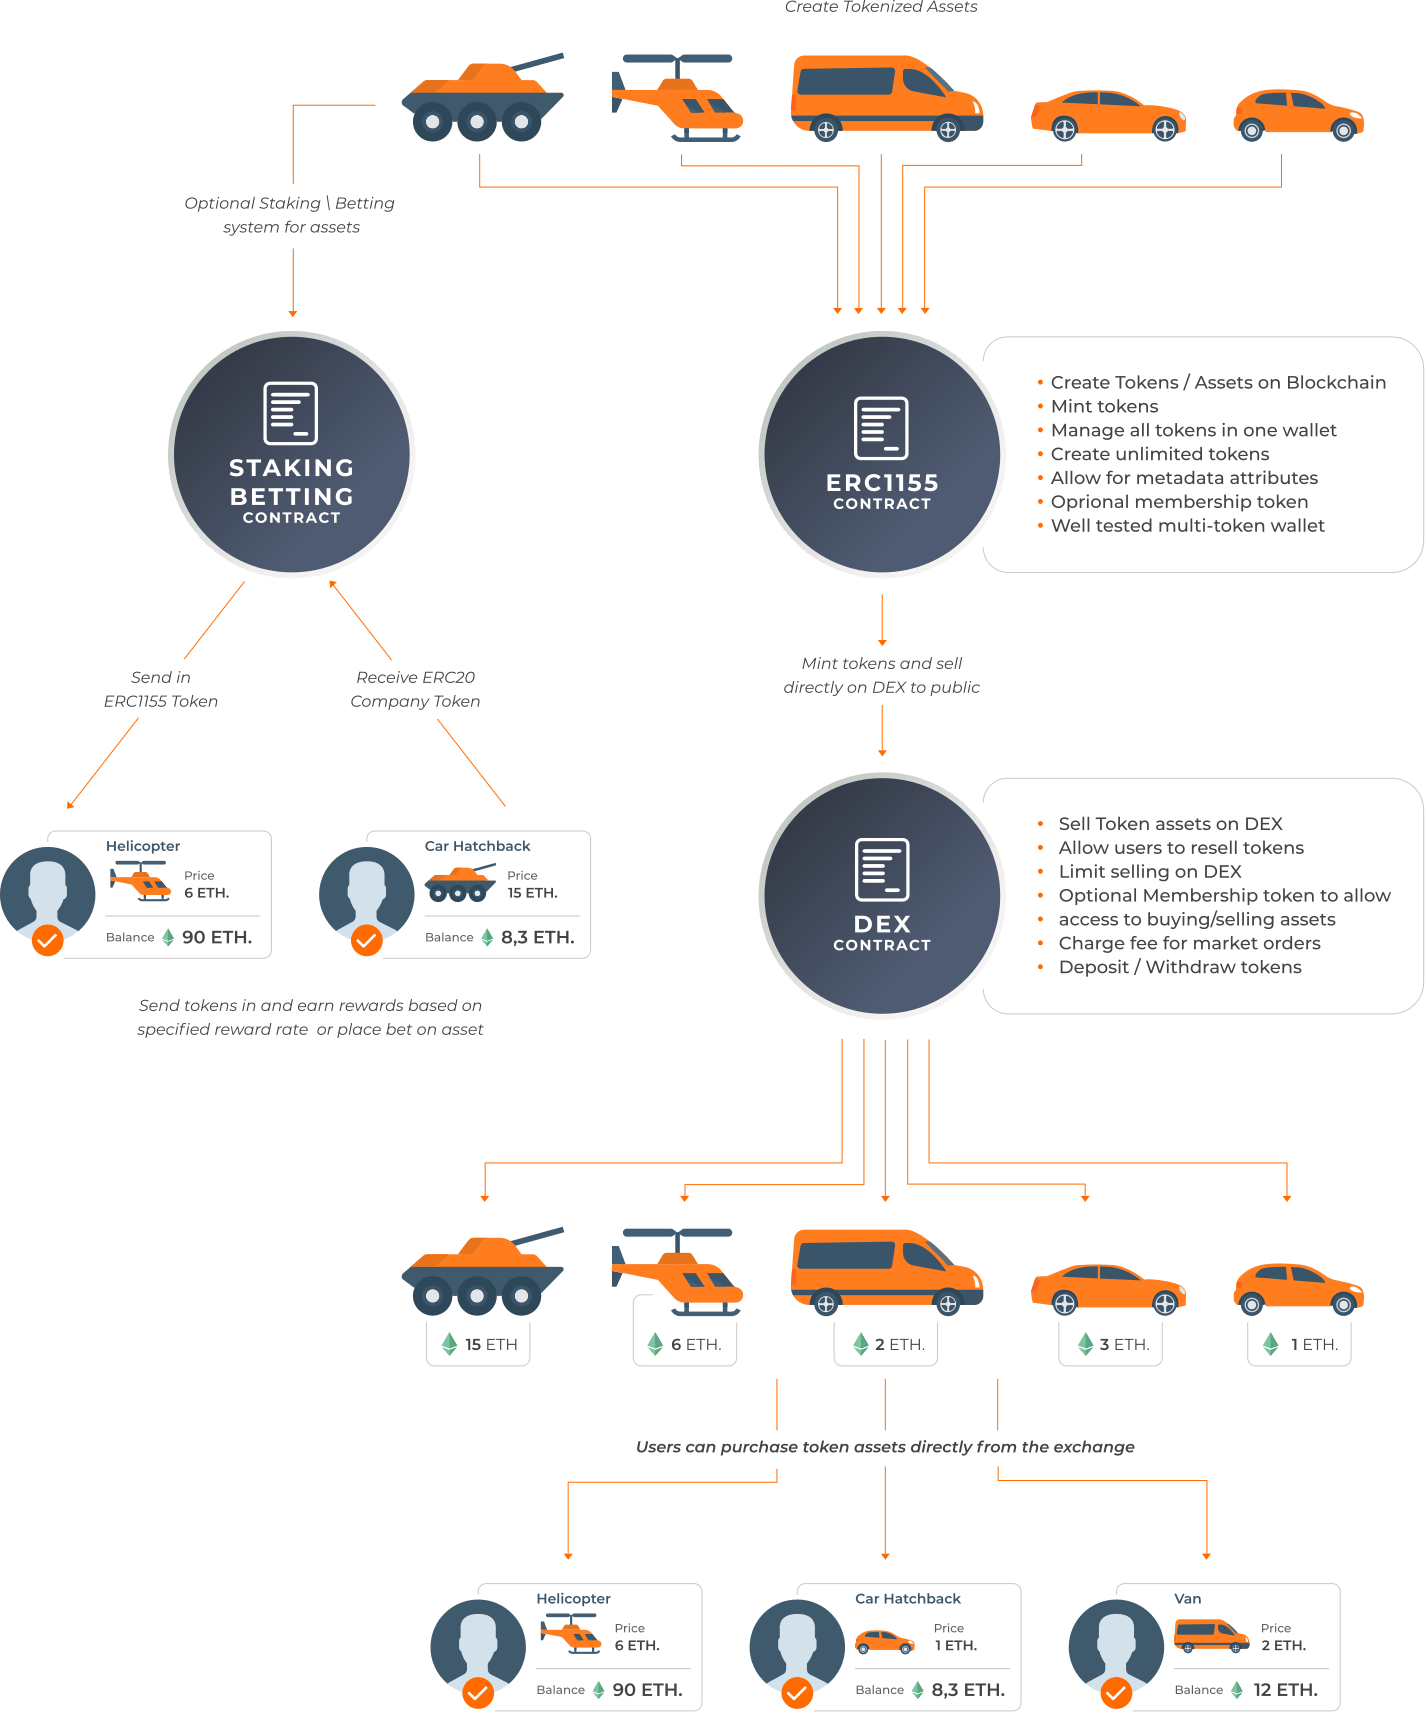 Create Tokenized Assets
Optional Staking \ Betting
system for assets
STAKING
BETTING
CONTRACT
ERC1155
CONTRACT
• Create Tokens / Assets on Blockchain
• Mint tokens
• Manage all tokens in one wallet
• Create unlimited tokens
• Allow for metadata attributes
• Oprional membership token
• Well tested multi-token wallet
Send in
ERC1155 Token
Receive ERC20
Company Token
Mint tokens and sell
directly on DEX to public
Helicopter
Price
6 ETH.
Balance 90 ETH.
Car Hatchback
Price
15 ETH.
Balance 8,3 ETH.
Send tokens in and earn rewards based on
specified reward rate or place bet on asset
DEX
CONTRACT
• Sell Token assets on DEX
• Allow users to resell tokens
• Limit selling on DEX
• Optional Membership token to allow
• access to buying/selling assets
• Charge fee for market orders
• Deposit / Withdraw tokens
15 ETH
6 ETH.
2 ETH.
3 ETH.
1 ETH.
Users can purchase token assets directly from the exchange
Helicopter
Price
6 ETH.
Balance 90 ETH.
Car Hatchback
Price
1 ETH.
Balance 8,3 ETH.
Van
Price
2 ETH.
Balance 12 ETH.